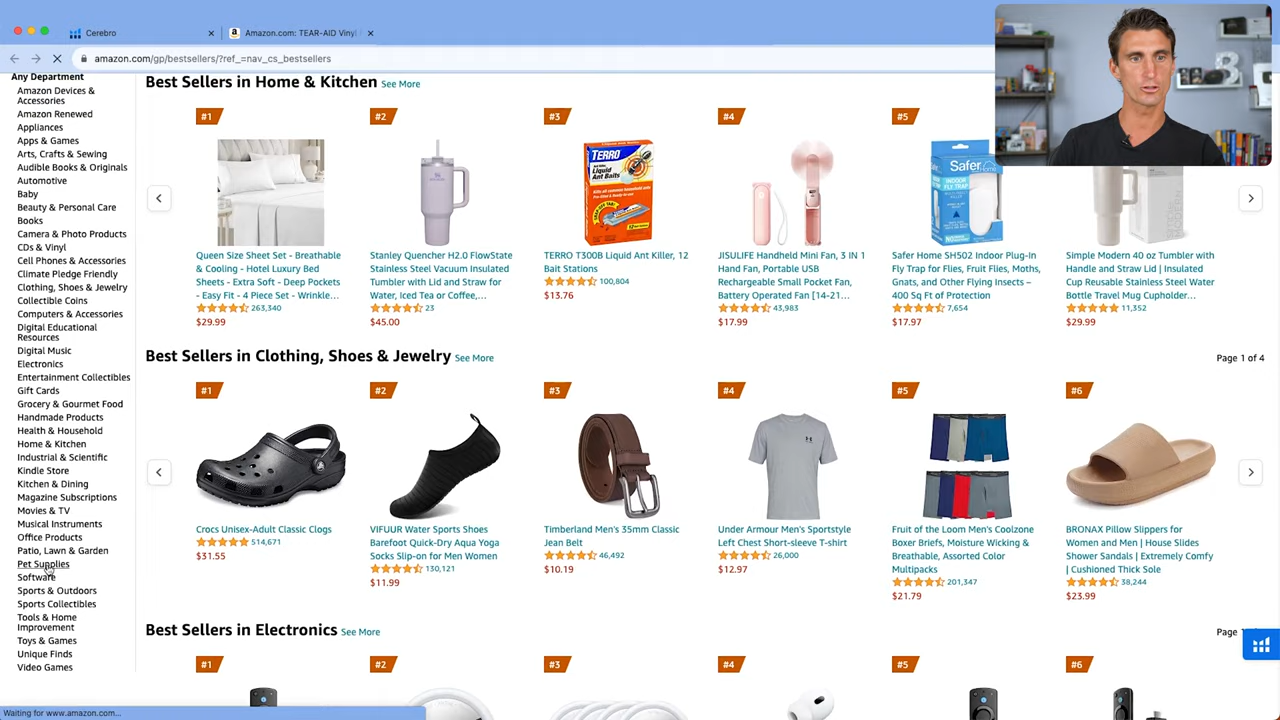 Cerebro
Amazon.com: TEAR-AID Vinyl
amazon.com/gp/bestsellers/?ref_=nav_cs_bestsellers
Any Department
Amazon Devices &
Accessories
Amazon Renewed
Appliances
Apps & Games
Arts, Crafts & Sewing
Audible Books & Originals
Automotive
Baby
Beauty & Personal Care
Books
Camera & Photo Products
CDs & Vinyl
Cell Phones & Accessories
Climate Pledge Friendly
Clothing, Shoes & Jewelry
Collectible Coins
Computers & Accessories
Digital Educational
Resources
Digital Music
Electronics
Entertainment Collectibles
Gift Cards
Grocery & Gourmet Food
Handmade Products
Health & Household
Home & Kitchen
Industrial & Scientific
Kindle Store
Kitchen & Dining
Magazine Subscriptions
Movies & TV
Musical Instruments
Office Products
Patio, Lawn & Garden
Pet Supplies
Software
Sports & Outdoors
Sports Collectibles
Tools & Home
Improvement
Toys & Games
Unique Finds
Video Games
Best Sellers in Home & Kitchen See More
#1
Queen Size Sheet Set - Breathable
& Cooling - Hotel Luxury Bed
Sheets - Extra Soft - Deep Pockets
- Easy Fit - 4 Piece Set - Wrinkle...
263,340
$29.99
#2
Stanley Quencher H2.0 FlowState
Stainless Steel Vacuum Insulated
Tumbler with Lid and Straw for
Water, Iced Tea or Coffee,...
23
$45.00
#3
TERRO
Liquid
Ant Baits
TERRO T300B Liquid Ant Killer, 12
Bait Stations
100,804
$13.76
#4
JISULIFE Handheld Mini Fan, 3 IN 1
Hand Fan, Portable USB
Rechargeable Small Pocket Fan,
Battery Operated Fan [14-21...
43,983
$17.99
#5
Safer
Safer Home SH502 Indoor Plug-In
Fly Trap for Flies, Fruit Flies, Moths,
Gnats, and Other Flying Insects –
400 Sq Ft of Protection
7,654
$17.97
Simple Modern 40 oz Tumbler with
Handle and Straw Lid | Insulated
Cup Reusable Stainless Steel Water
Bottle Travel Mug Cupholder...
11,352
$29.99
Best Sellers in Clothing, Shoes & Jewelry See More
Page 1 of 4
#1
Crocs Unisex-Adult Classic Clogs
514,671
$31.55
#2
VIFUUR Water Sports Shoes
Barefoot Quick-Dry Aqua Yoga
Socks Slip-on for Men Women
130,121
$11.99
#3
Timberland Men's 35mm Classic
Jean Belt
46,492
$10.19
#4
Under Armour Men's Sportstyle
Left Chest Short-sleeve T-shirt
26,000
$12.97
#5
Fruit of the Loom Men's Coolzone
Boxer Briefs, Moisture Wicking &
Breathable, Assorted Color
Multipacks
201,347
$21.79
#6
BRONAX Pillow Slippers for
Women and Men | House Slides
Shower Sandals | Extremely Comfy
| Cushioned Thick Sole
38,244
$23.99
Best Sellers in Electronics See More
Page
#1
#2
#3
#4
#5
#6
Waiting for www.amazon.com...